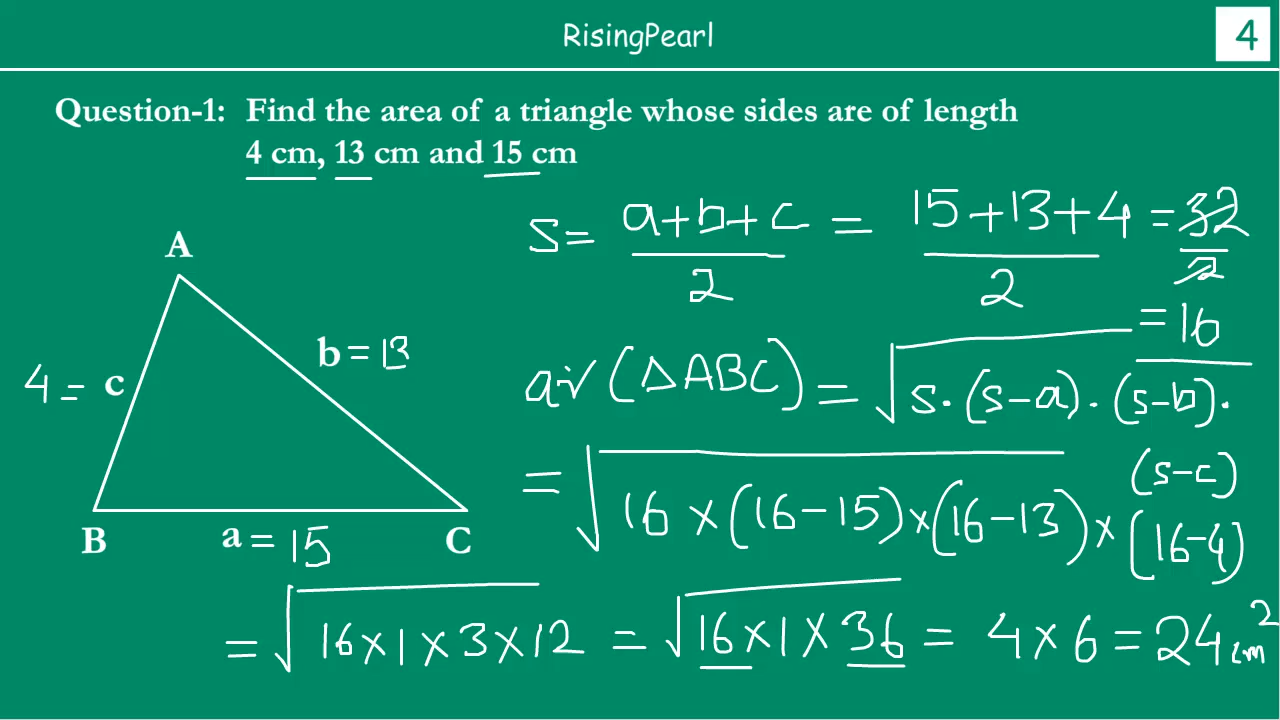 RisingPearl
4
Question-1: Find the area of a triangle whose sides are of length
4 cm, 13 cm and 15 cm
A
4 = c
b = 13
B
a = 15
C
s = a+b+c/2 = 15+13+4/2 = 32/2
= 16
ar (△ABC) = √s·(s-a)·(s-b)·
(s-c)
= √16×(16-15)×(16-13)×(16-4)
= √16×1×3×12 = √16×1×36 = 4×6 = 24cm²